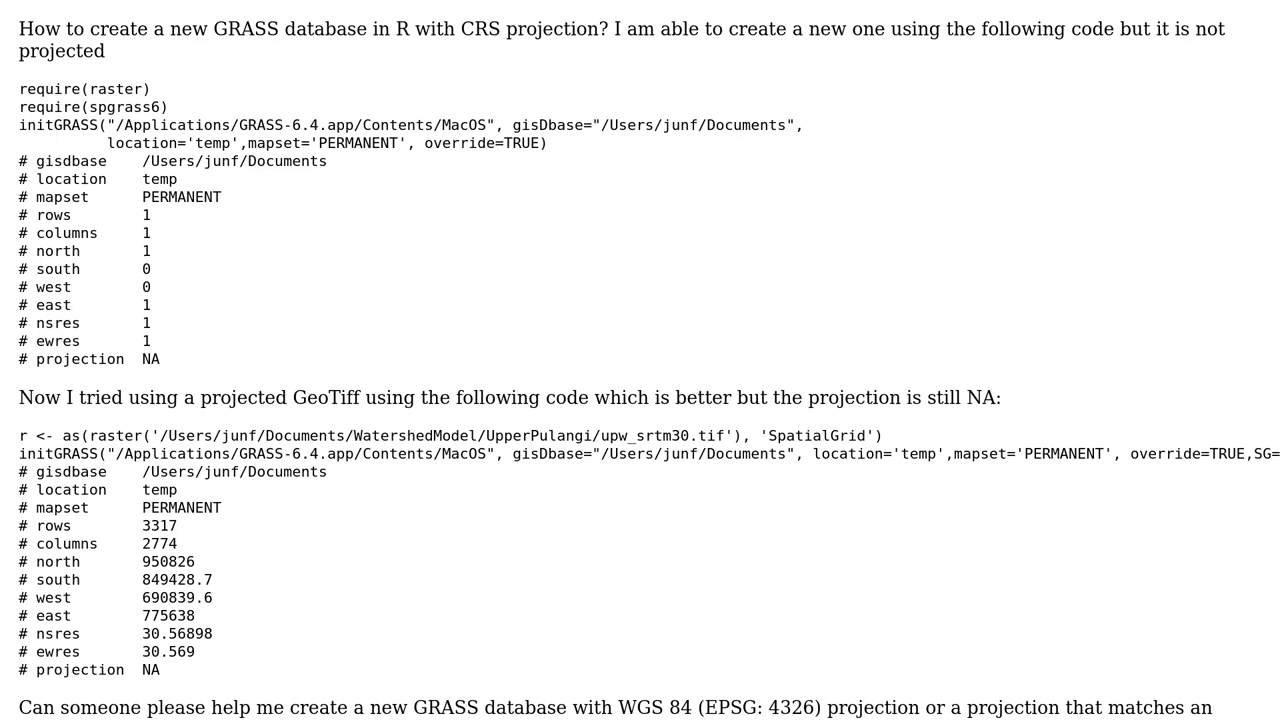 How to create a new GRASS database in R with CRS projection? I am able to create a new one using the following code but it is not
projected
require(raster)
require(spgrass6)
initGRASS("/Applications/GRASS-6.4.app/Contents/MacOS", gisDbase="/Users/junf/Documents",
          location='temp',mapset='PERMANENT', override=TRUE)
# gisdbase    /Users/junf/Documents
# location    temp
# mapset      PERMANENT
# rows        1
# columns     1
# north       1
# south       0
# west        0
# east        1
# nsres       1
# ewres       1
# projection  NA
Now I tried using a projected GeoTiff using the following code which is better but the projection is still NA:
r <- as(raster('/Users/junf/Documents/WatershedModel/UpperPulangi/upw_srtm30.tif'), 'SpatialGrid')
initGRASS("/Applications/GRASS-6.4.app/Contents/MacOS", gisDbase="/Users/junf/Documents", location='temp',mapset='PERMANENT', override=TRUE,SG=
# gisdbase    /Users/junf/Documents
# location    temp
# mapset      PERMANENT
# rows        3317
# columns     2774
# north       950826
# south       849428.7
# west        690839.6
# east        775638
# nsres       30.56898
# ewres       30.569
# projection  NA
Can someone please help me create a new GRASS database with WGS 84 (EPSG: 4326) projection or a projection that matches an